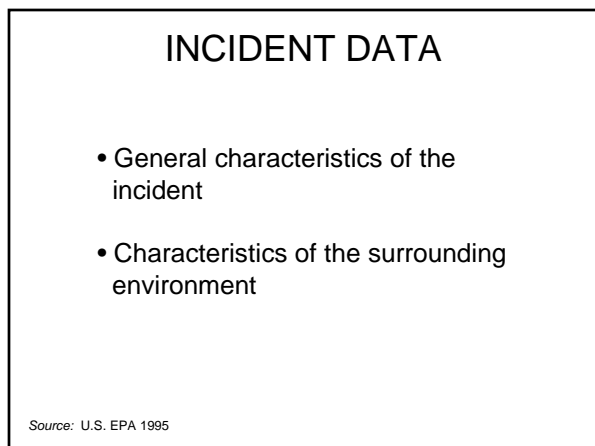 INCIDENT DATA
• General characteristics of the
incident
• Characteristics of the surrounding
environment
Source: U.S. EPA 1995